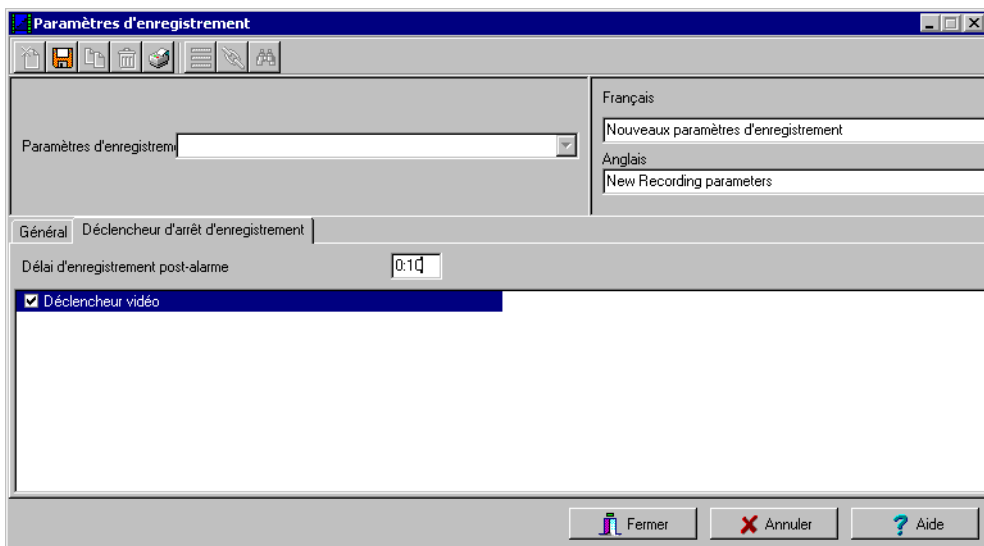 Paramètres d'enregistrement
Français
Nouveaux paramètres d'enregistrement
Paramètres d'enregistrem
Anglais
New Recording parameters
Général
Déclencheur d'arrêt d'enregistrement
Délai d'enregistrement post-alarme
0:10
Déclencheur vidéo
Fermer
Annuler
? Aide